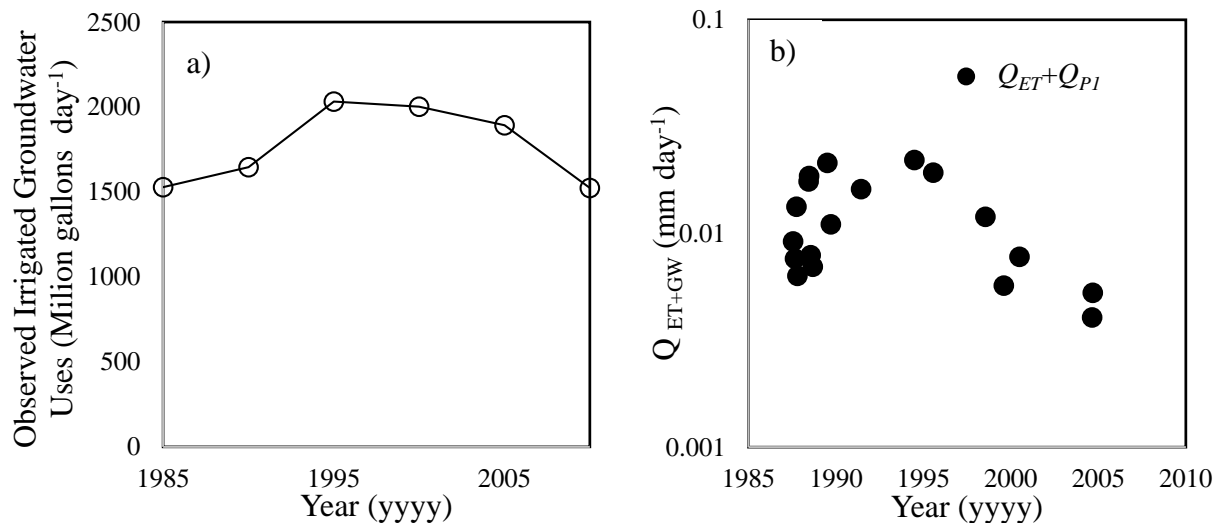 Observed Irrigated Groundwater
Uses (Milion gallons day-1)
2500
2000
1500
1000
500
0
a)
1985
1995
2005
Year (yyyy)
Q ET+GW (mm day-1)
0.1
0.01
0.001
b)
QET+QP1
1985
1990
1995
2000
2005
2010
Year (yyyy)